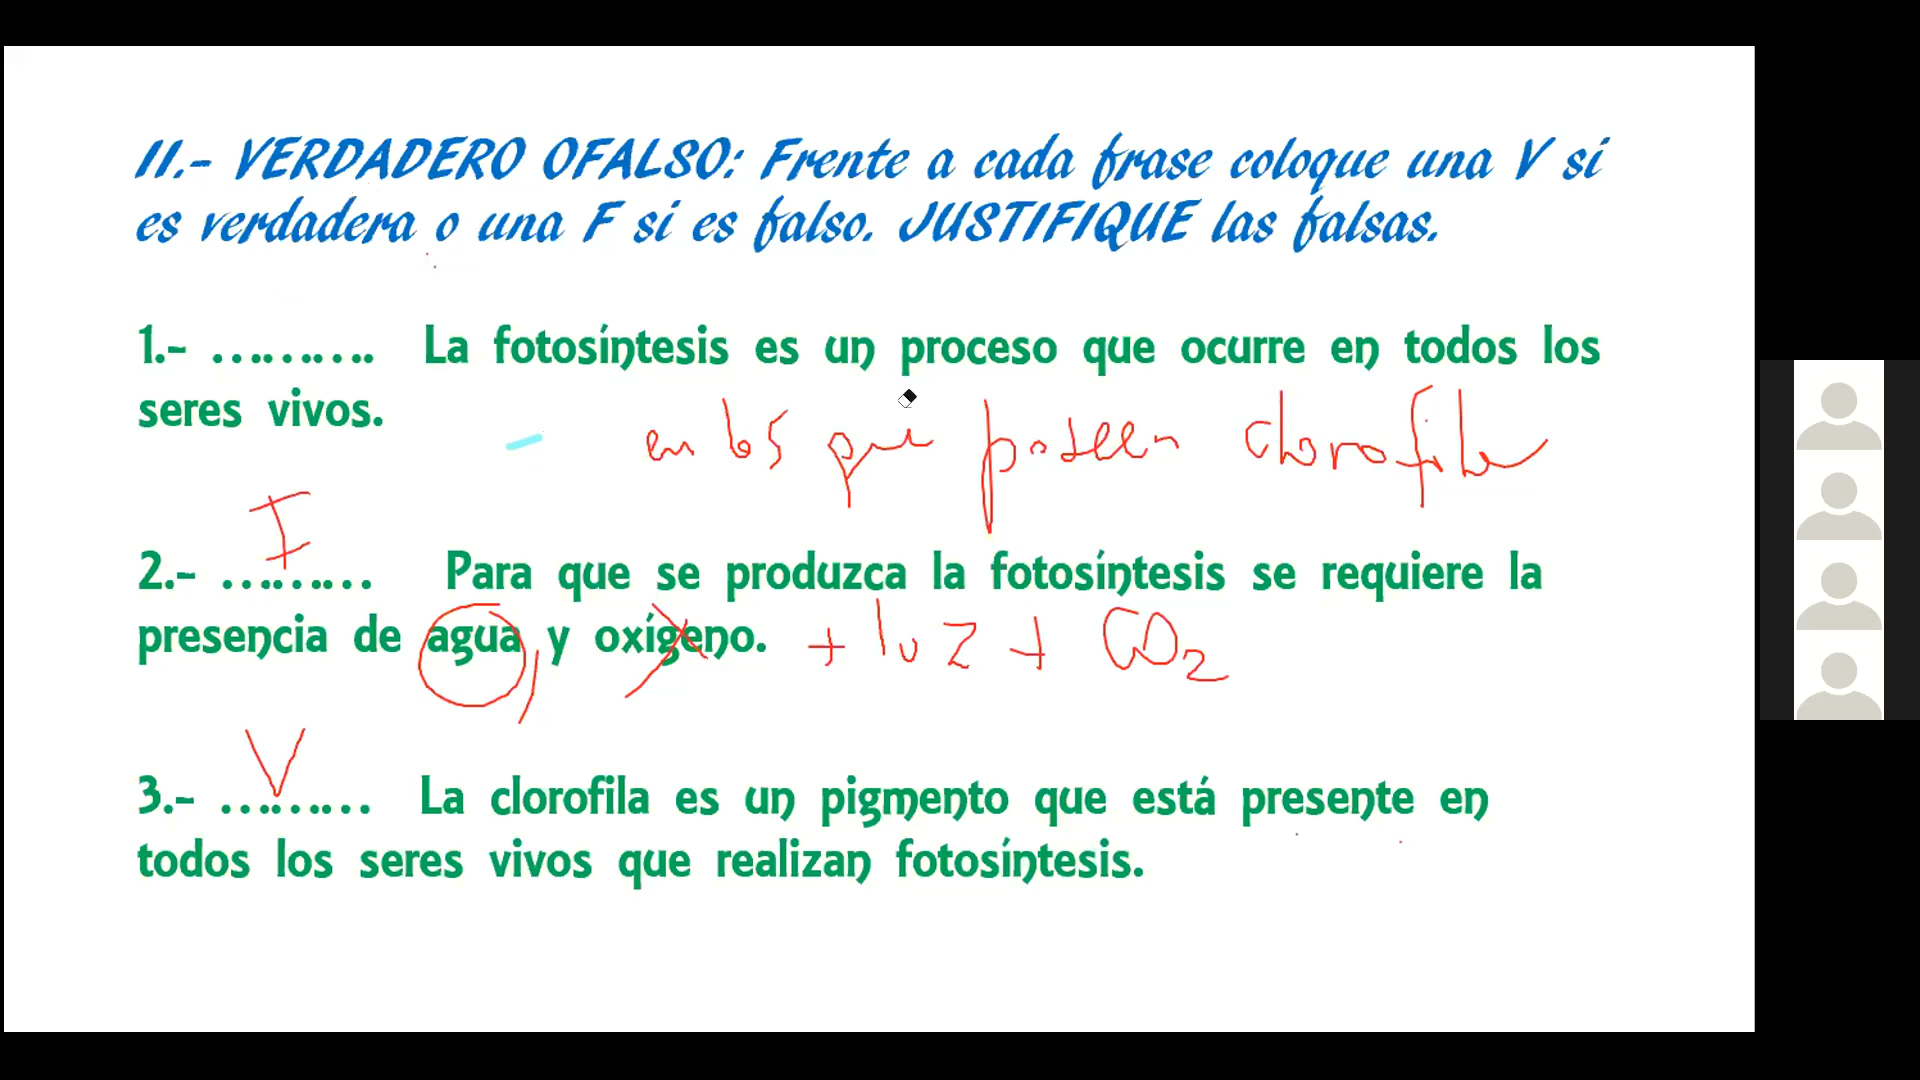 II.- VERDADERO OFALSO: Frente a cada frase coloque una V si
es verdadera o una F si es falso. JUSTIFIQUE las falsas.
1.- .......... La fotosíntesis es un proceso que ocurre en todos los
seres vivos.
en los que poseen clorofila
2.- ......... Para que se produzca la fotosíntesis se requiere la
presencia de agua, y oxígeno. + luz + CO2
V
3.- ......... La clorofila es un pigmento que está presente en
todos los seres vivos que realizan fotosíntesis.